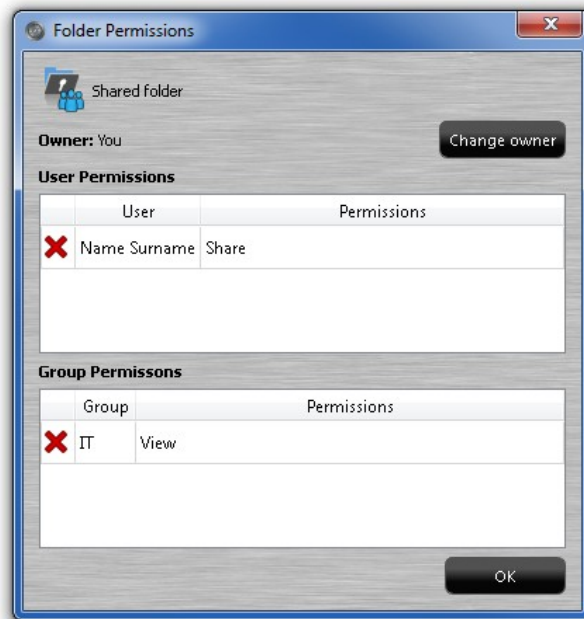 Folder Permissions
Shared folder
Owner: You
Change owner
User Permissions
User Permissions
Name Surname Share
Group Permissons
Group Permissions
IT View
OK